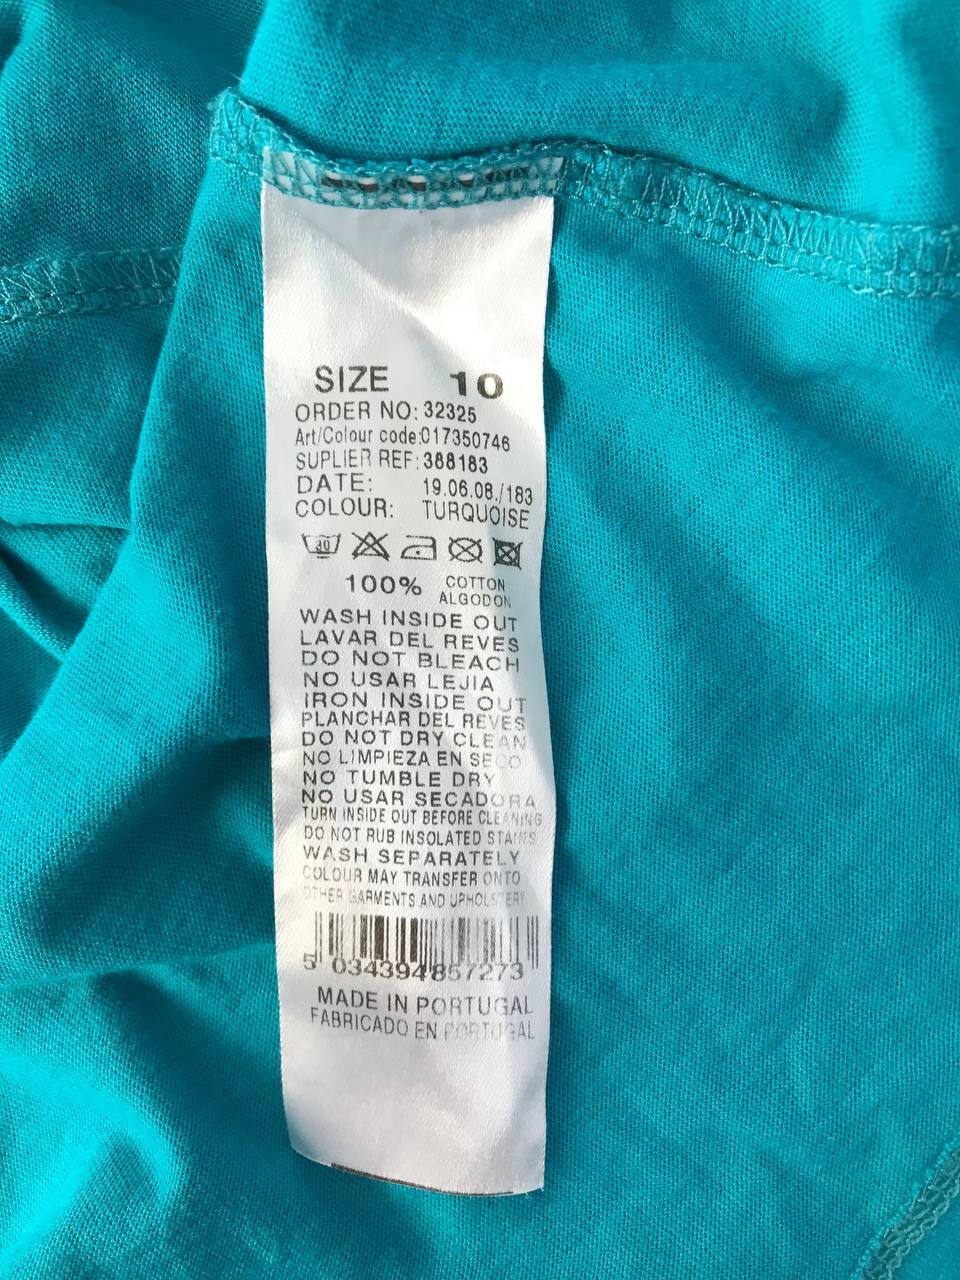 SIZE 10
ORDER NO: 32325
Art/Colour code:017350746
SUPLIER REF: 388183
DATE: 19.06.08./183
COLOUR: TURQUOISE
30
100% COTTON
ALGODON
WASH INSIDE OUT
LAVAR DEL REVES
DO NOT BLEACH
NO USAR LEJIA
IRON INSIDE OUT
PLANCHAR DEL REVES
DO NOT DRY CLEAN
NO LIMPIEZA EN SECO
NO TUMBLE DRY
NO USAR SECADORA
TURN INSIDE OUT BEFORE CLEANING
DO NOT RUB INSOLATED STAINS
WASH SEPARATELY
COLOUR MAY TRANSFER ONTO
OTHER GARMENTS AND UPHOLSTERY
5 034394857273
MADE IN PORTUGAL
FABRICADO EN PORTUGAL